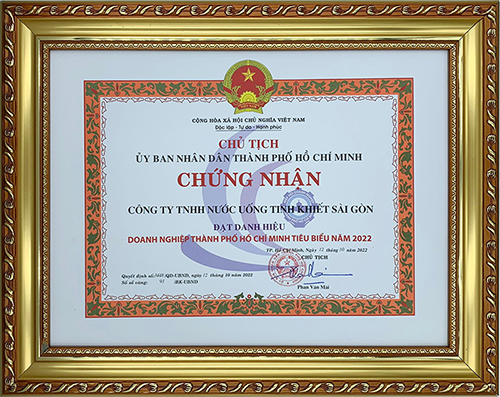 CỘNG HÒA XÃ HỘI CHỦ NGHĨA VIỆT NAM
Độc lập - Tự do - Hạnh phúc
CHỦ TỊCH
ỦY BAN NHÂN DÂN THÀNH PHỐ HỒ CHÍ MINH
CHỨNG NHẬN
CÔNG TY TNHH NƯỚC UỐNG TINH KHIẾT SÀI GÒN
ĐẠT DANH HIỆU
DOANH NGHIỆP THÀNH PHỐ HỒ CHÍ MINH TIÊU BIỂU NĂM 2022
TP. Hồ Chí Minh, Ngày 12 tháng 10 năm 2022
CHỦ TỊCH
Quyết định số: /QĐ-UBND, ngày 12 tháng 10 năm 2022
Số sổ vàng: /BK-UBND
Phan Văn Mãi